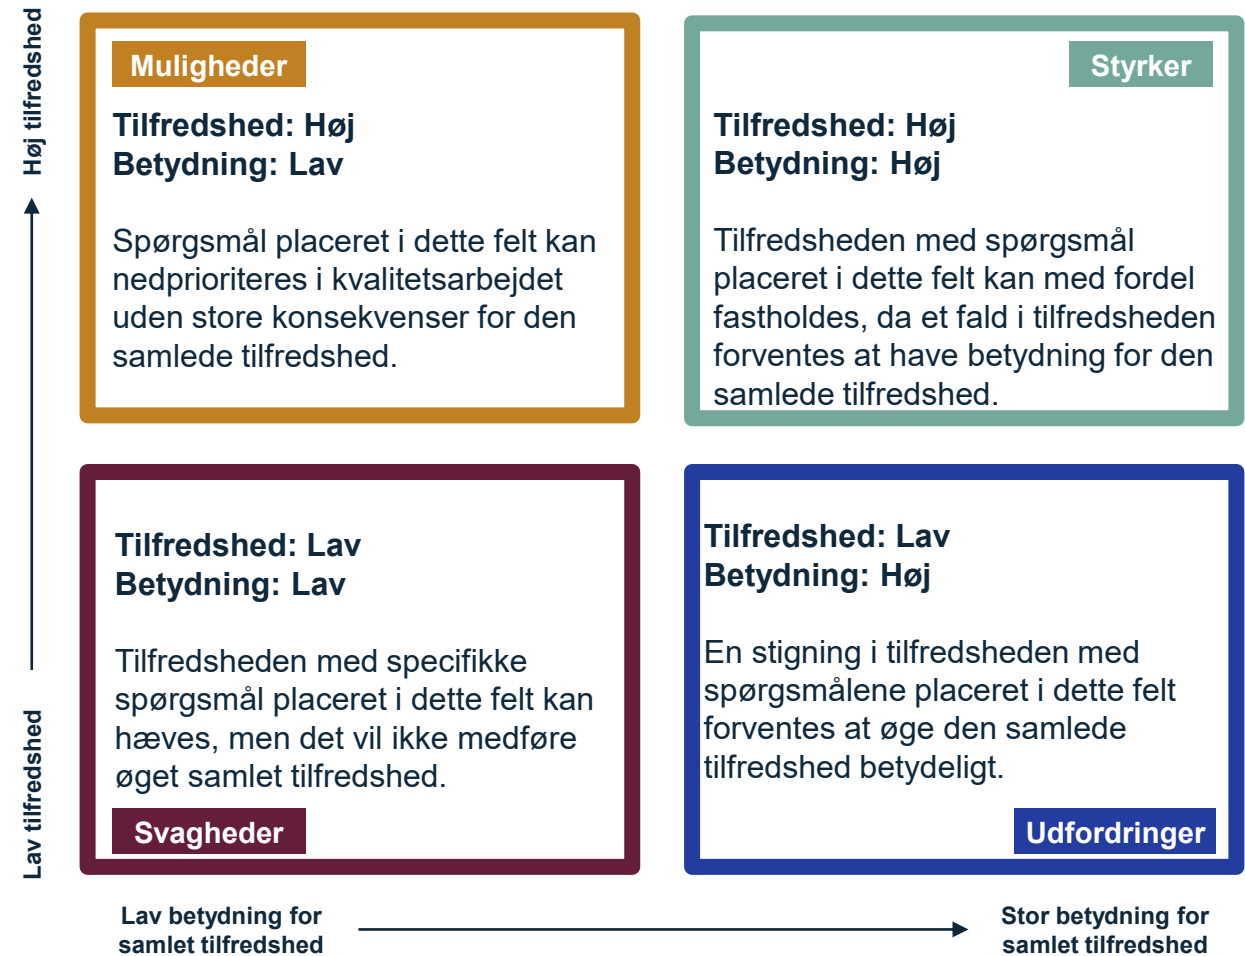 Høj tilfredshed
Muligheder
Tilfredshed: Høj
Betydning: Lav
Spørgsmål placeret i dette felt kan
nedprioriteres i kvalitetsarbejdet
uden store konsekvenser for den
samlede tilfredshed.
Styrker
Tilfredshed: Høj
Betydning: Høj
Tilfredsheden med spørgsmål
placeret i dette felt kan med fordel
fastholdes, da et fald i tilfredsheden
forventes at have betydning for den
samlede tilfredshed.
Lav tilfredshed
Tilfredshed: Lav
Betydning: Lav
Tilfredsheden med specifikke
spørgsmål placeret i dette felt kan
hæves, men det vil ikke medføre
øget samlet tilfredshed.
Svagheder
Tilfredshed: Lav
Betydning: Høj
En stigning i tilfredsheden med
spørgsmålene placeret i dette felt
forventes at øge den samlede
tilfredshed betydeligt.
Udfordringer
Lav betydning for
samlet tilfredshed
Stor betydning for
samlet tilfredshed